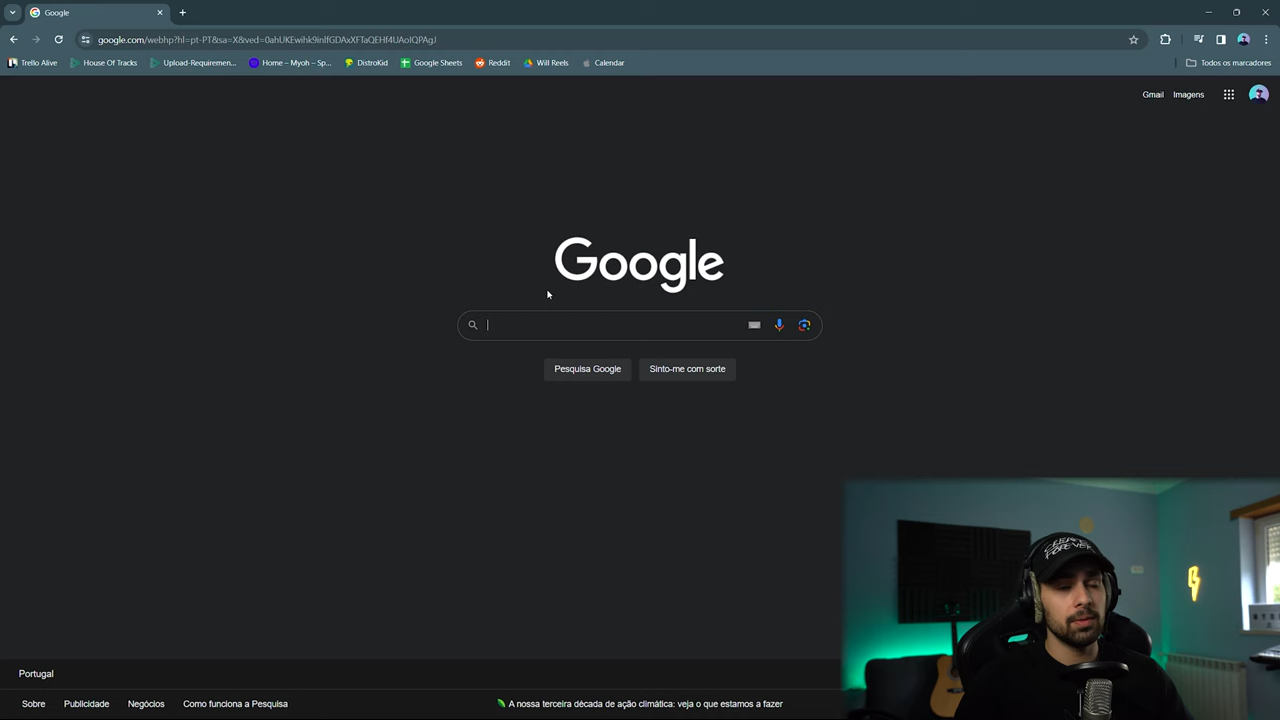 Google
google.com/webhp?hl=pt-PT&sa=X&ved=0ahUKEwihk9inlfGDAxXFTaQEHf4UAoIQPAgJ
Trello Alive House Of Tracks Upload-Requiremen... Home – Myoh – Sp... DistroKid Google Sheets Reddit Will Reels Calendar Todos os marcadores
Gmail Imagens
Google
Pesquisa Google Sinto-me com sorte
FOREVER
Portugal
Sobre Publicidade Negócios Como funciona a Pesquisa A nossa terceira década de ação climática: veja o que estamos a fazer